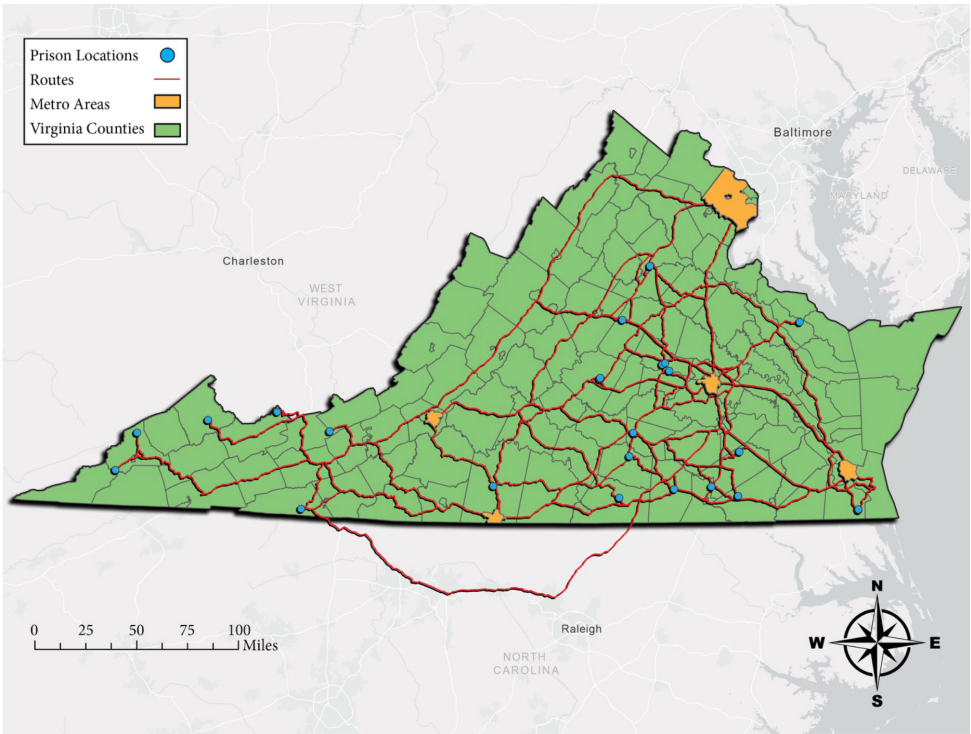 Prison Locations
Routes
Metro Areas
Virginia Counties
Baltimore
DELAWARE
MARYLAND
Charleston
WEST
VIRGINIA
0 25 50 75 100
Miles
Raleigh
NORTH
CAROLINA
N
W E
S